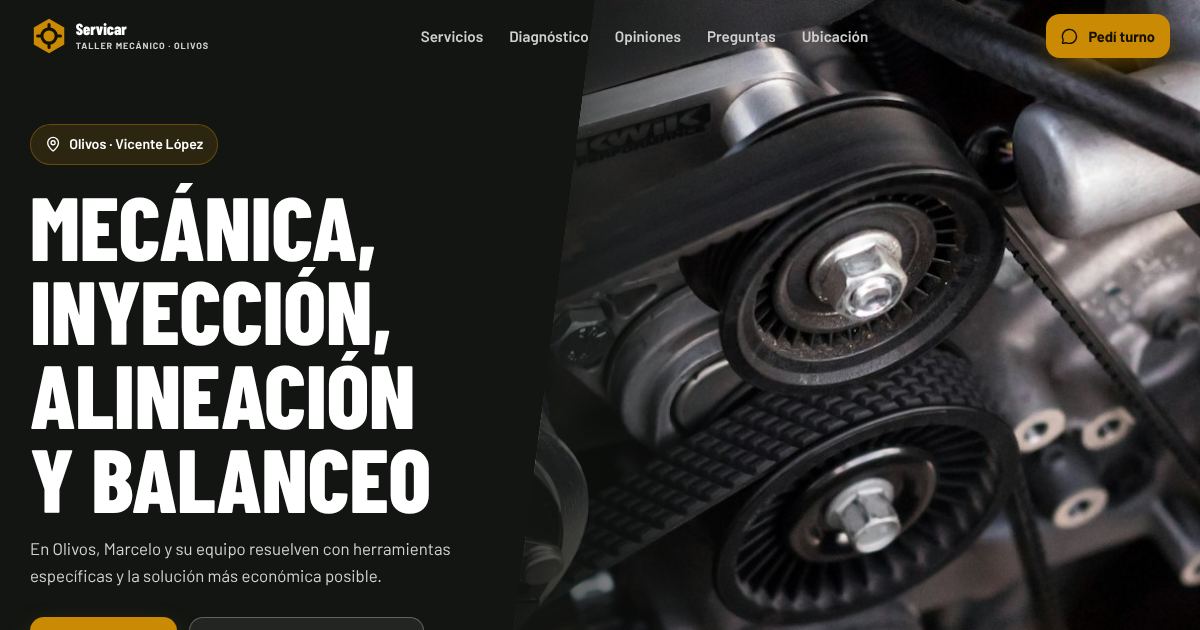 Servicar
TALLER MECÁNICO · OLIVOS
Servicios
Diagnóstico
Opiniones
Preguntas
Ubicación
Pedí turno
Olivos · Vicente López
MECÁNICA,
INYECCIÓN,
ALINEACIÓN
Y BALANCEO
En Olivos, Marcelo y su equipo resuelven con herramientas
específicas y la solución más económica posible.